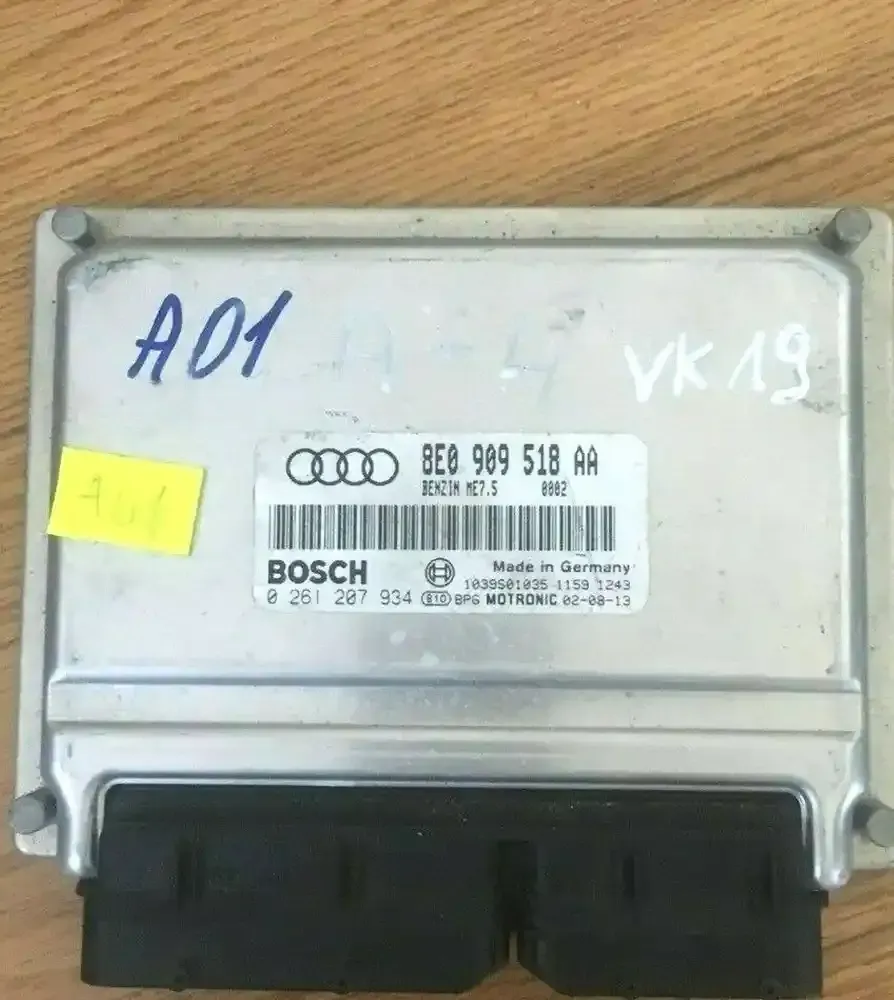 A01
VK19
8E0 909 518 AA
BENZIN ME7.5 0002
BOSCH
Made in Germany
1039S01035 1159 1243
0 261 207 934 B10 BPG MOTRONIC 02-08-13